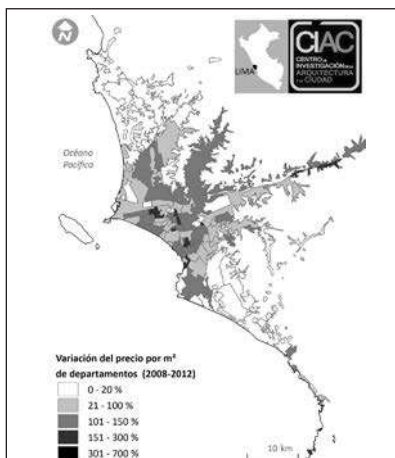 N
LIMA
CIAC
CENTRO DE
INVESTIGACIÓN DE LA
ARQUITECTURA
Y LA CIUDAD
Océano
Pacífico
Variación del precio por m²
de departamentos (2008-2012)
0 - 20 %
21 - 100 %
101 - 150 %
151 - 300 %
301 - 700 %
10 km